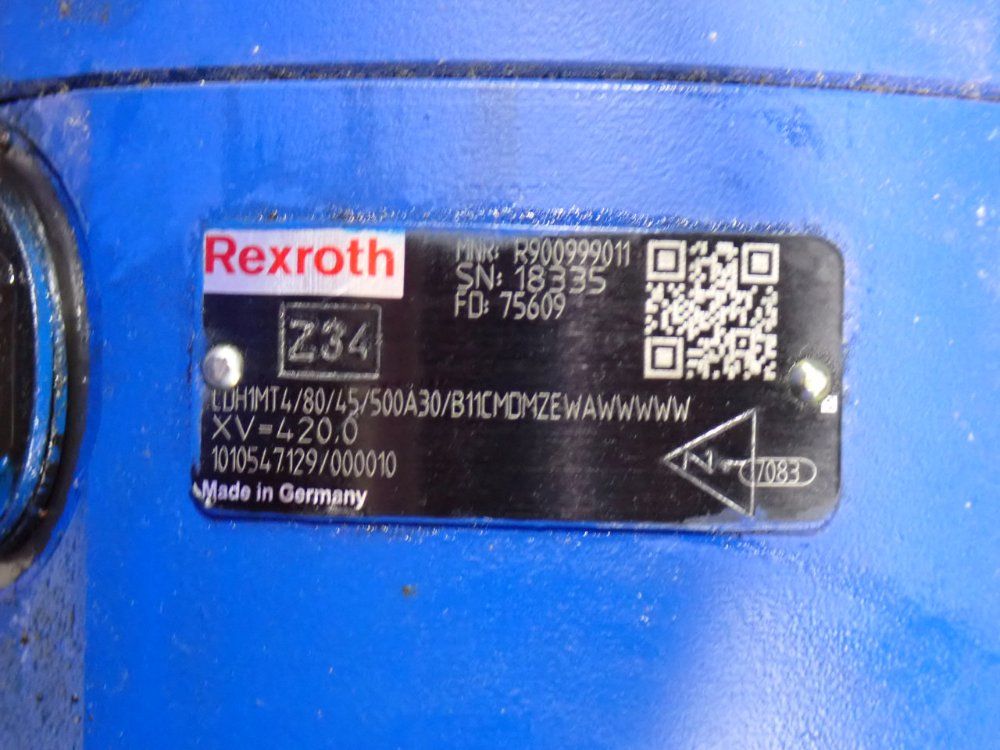 Rexroth
MNR: R900999011
SN: 18335
FD: 75609
Z34
CDH1MT4/80/45/500A30/B11CMDMZEWAWWWWW
XV=420.0
1010547129/000010
Made in Germany
7083